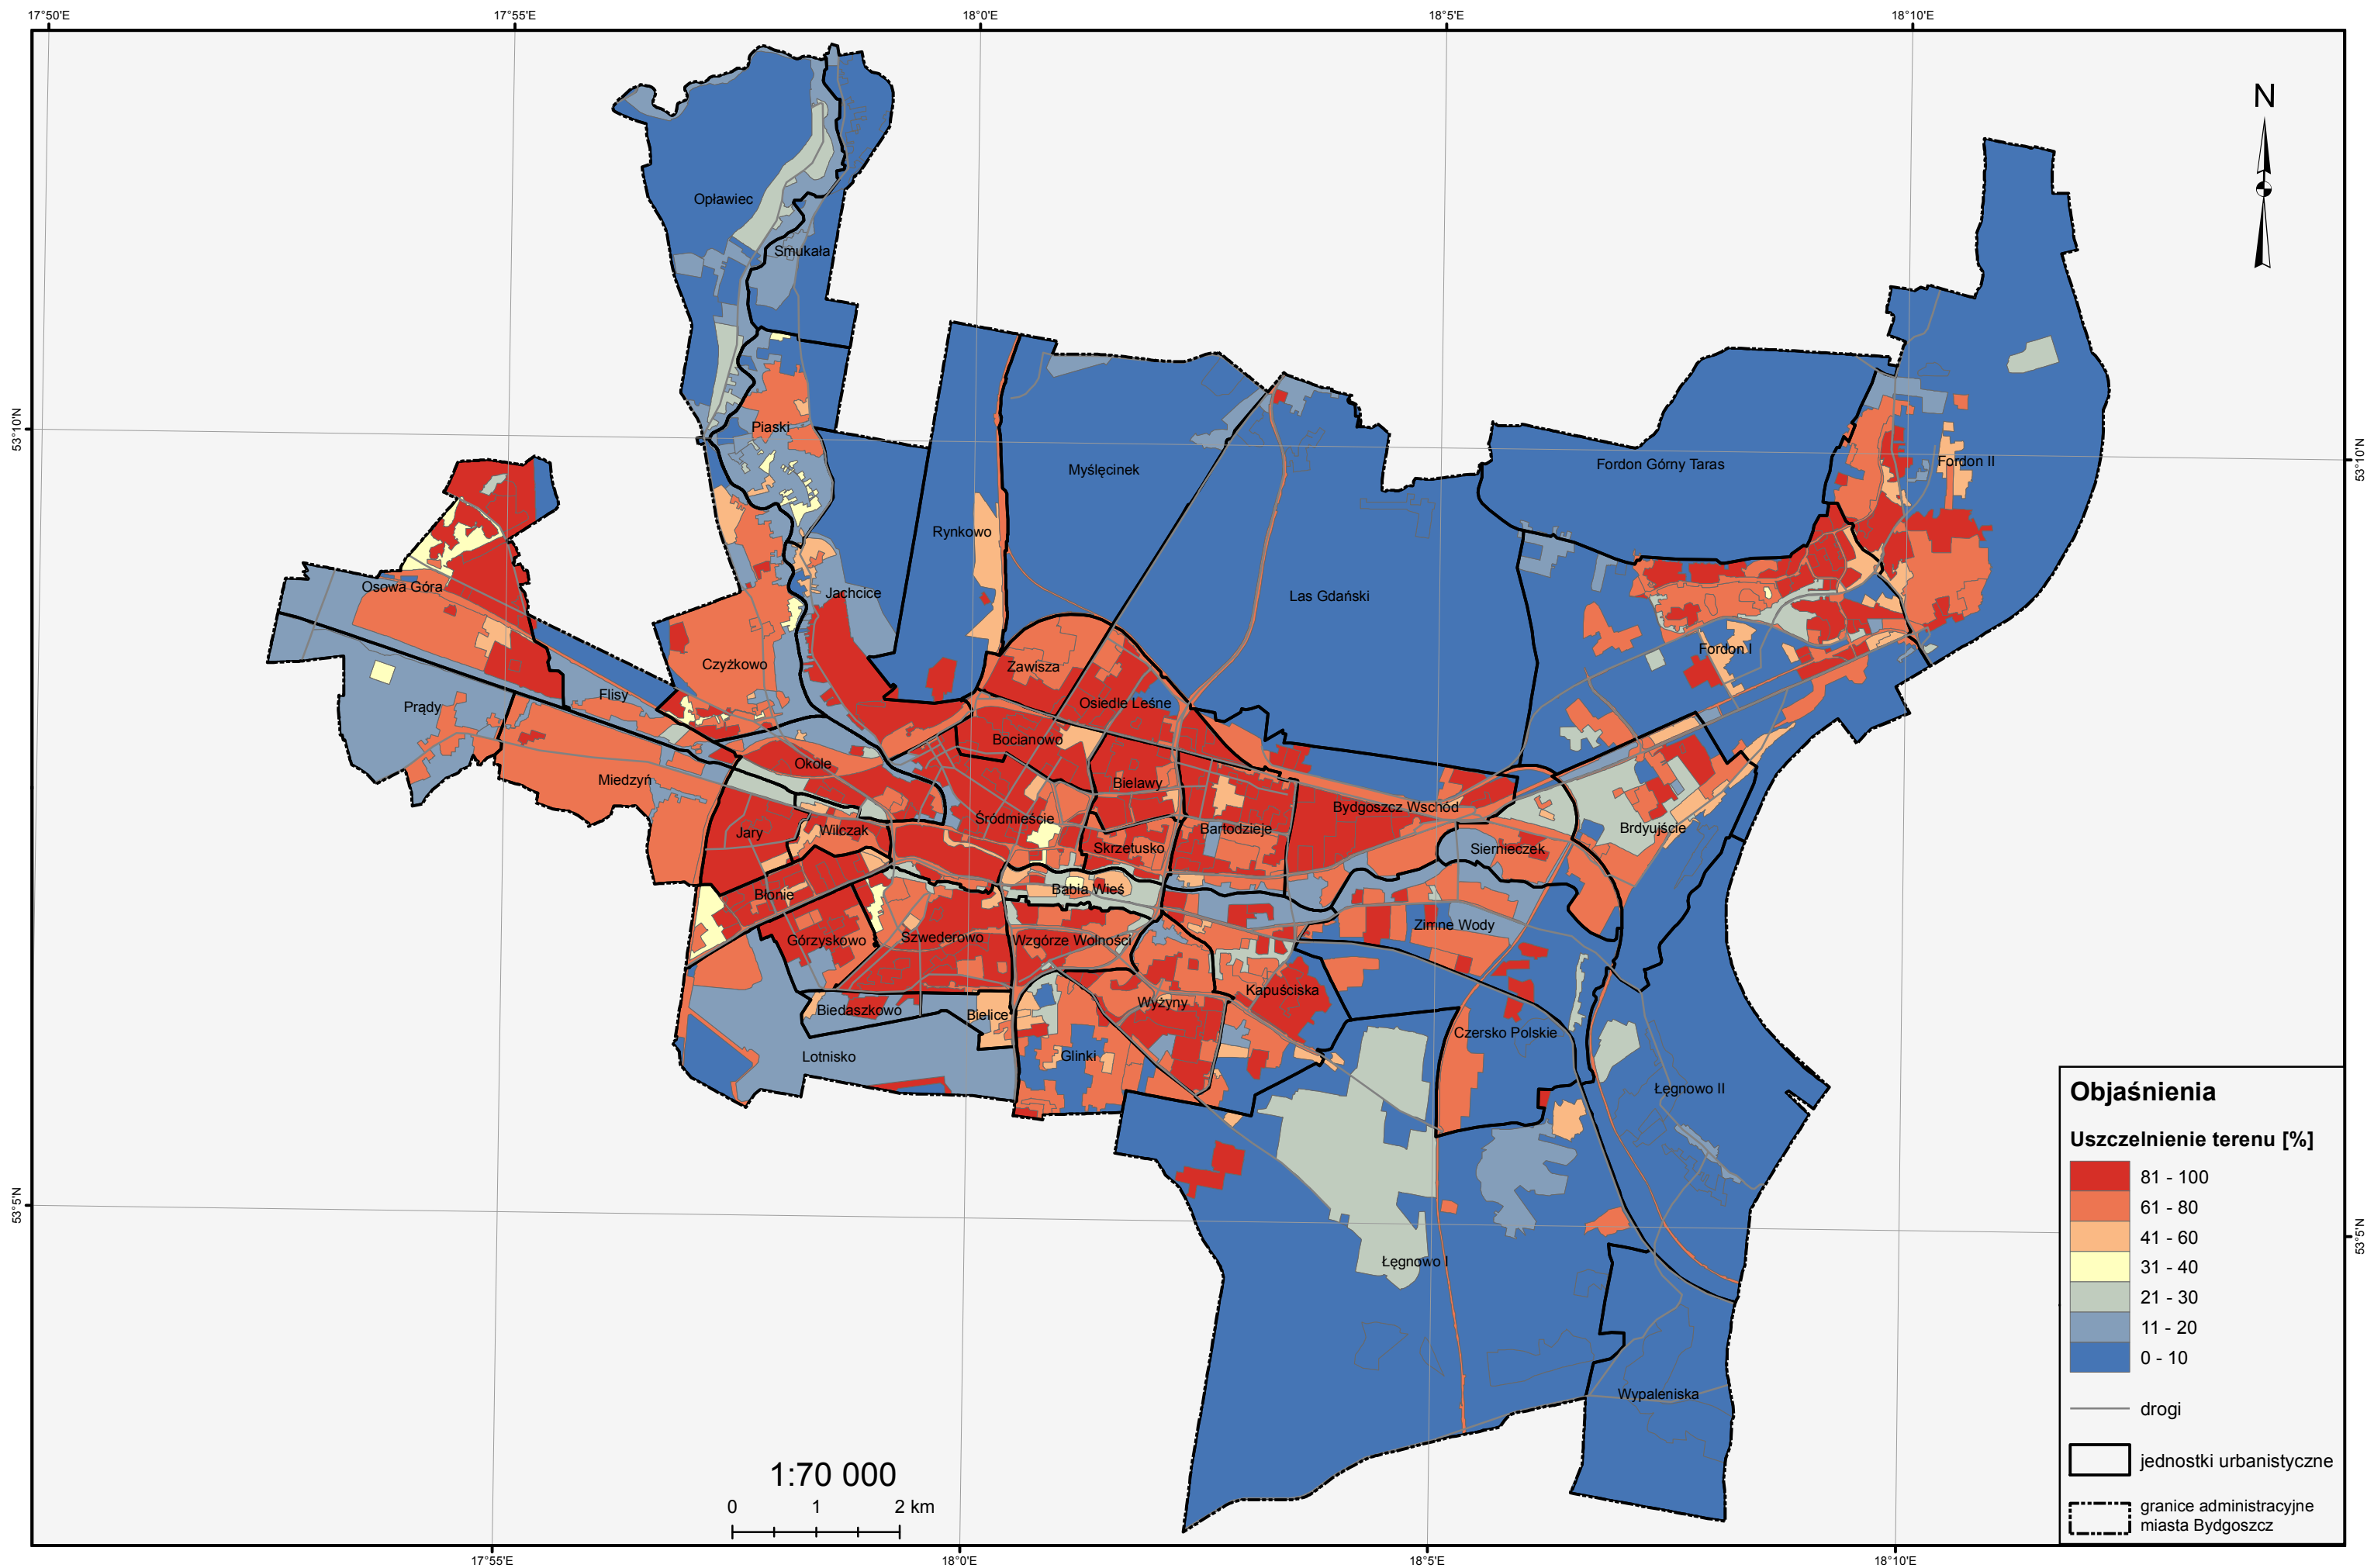 17°50'E
17°55'E
18°0'E
18°5'E
18°10'E
N
Opławiec
Smukała
53°10'N
Piaski
Myślęcinek
Fordon Górny Taras
Fordon II
53°10'N
Rynkowo
Osowa Góra
Jachcice
Las Gdański
Czyżkowo
Zawisza
Fordon I
Flisy
Prądy
Osiedle Leśne
Bocianowo
Okole
Miedzyń
Bielawy
Bydgoszcz Wschód
Śródmieście
Jary
Wilczak
Bartodzieje
Brdyujście
Skrzetusko
Siernieczek
Błonie
Babia Wieś
Zimne Wody
Górzyskowo
Szwederowo
Wzgórze Wolności
Kapuściska
Wyżyny
Biedaszkowo
Bielice
Czersko Polskie
Lotnisko
Glinki
Łęgnowo II
Objaśnienia
Uszczelnienie terenu [%]
81 - 100
61 - 80
41 - 60
31 - 40
21 - 30
11 - 20
0 - 10
53°5'N
53°5'N
Łęgnowo I
Wypaleniska
drogi
jednostki urbanistyczne
granice administracyjne
miasta Bydgoszcz
1:70 000
0 1 2 km
17°55'E
18°0'E
18°5'E
18°10'E